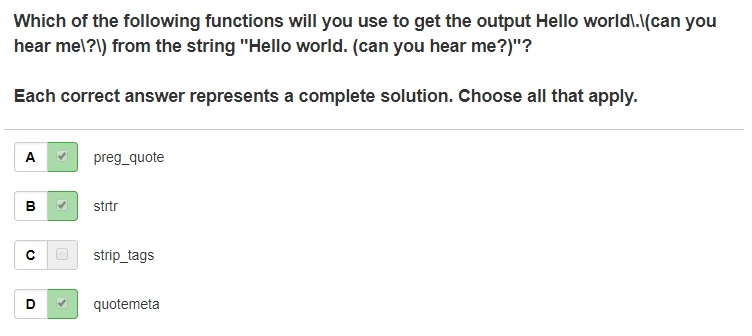 Which of the following functions will you use to get the output Hello world\.\(can you
hear me\?\) from the string "Hello world. (can you hear me?)"?
Each correct answer represents a complete solution. Choose all that apply.
A preg_quote
B strtr
C strip_tags
D quotemeta